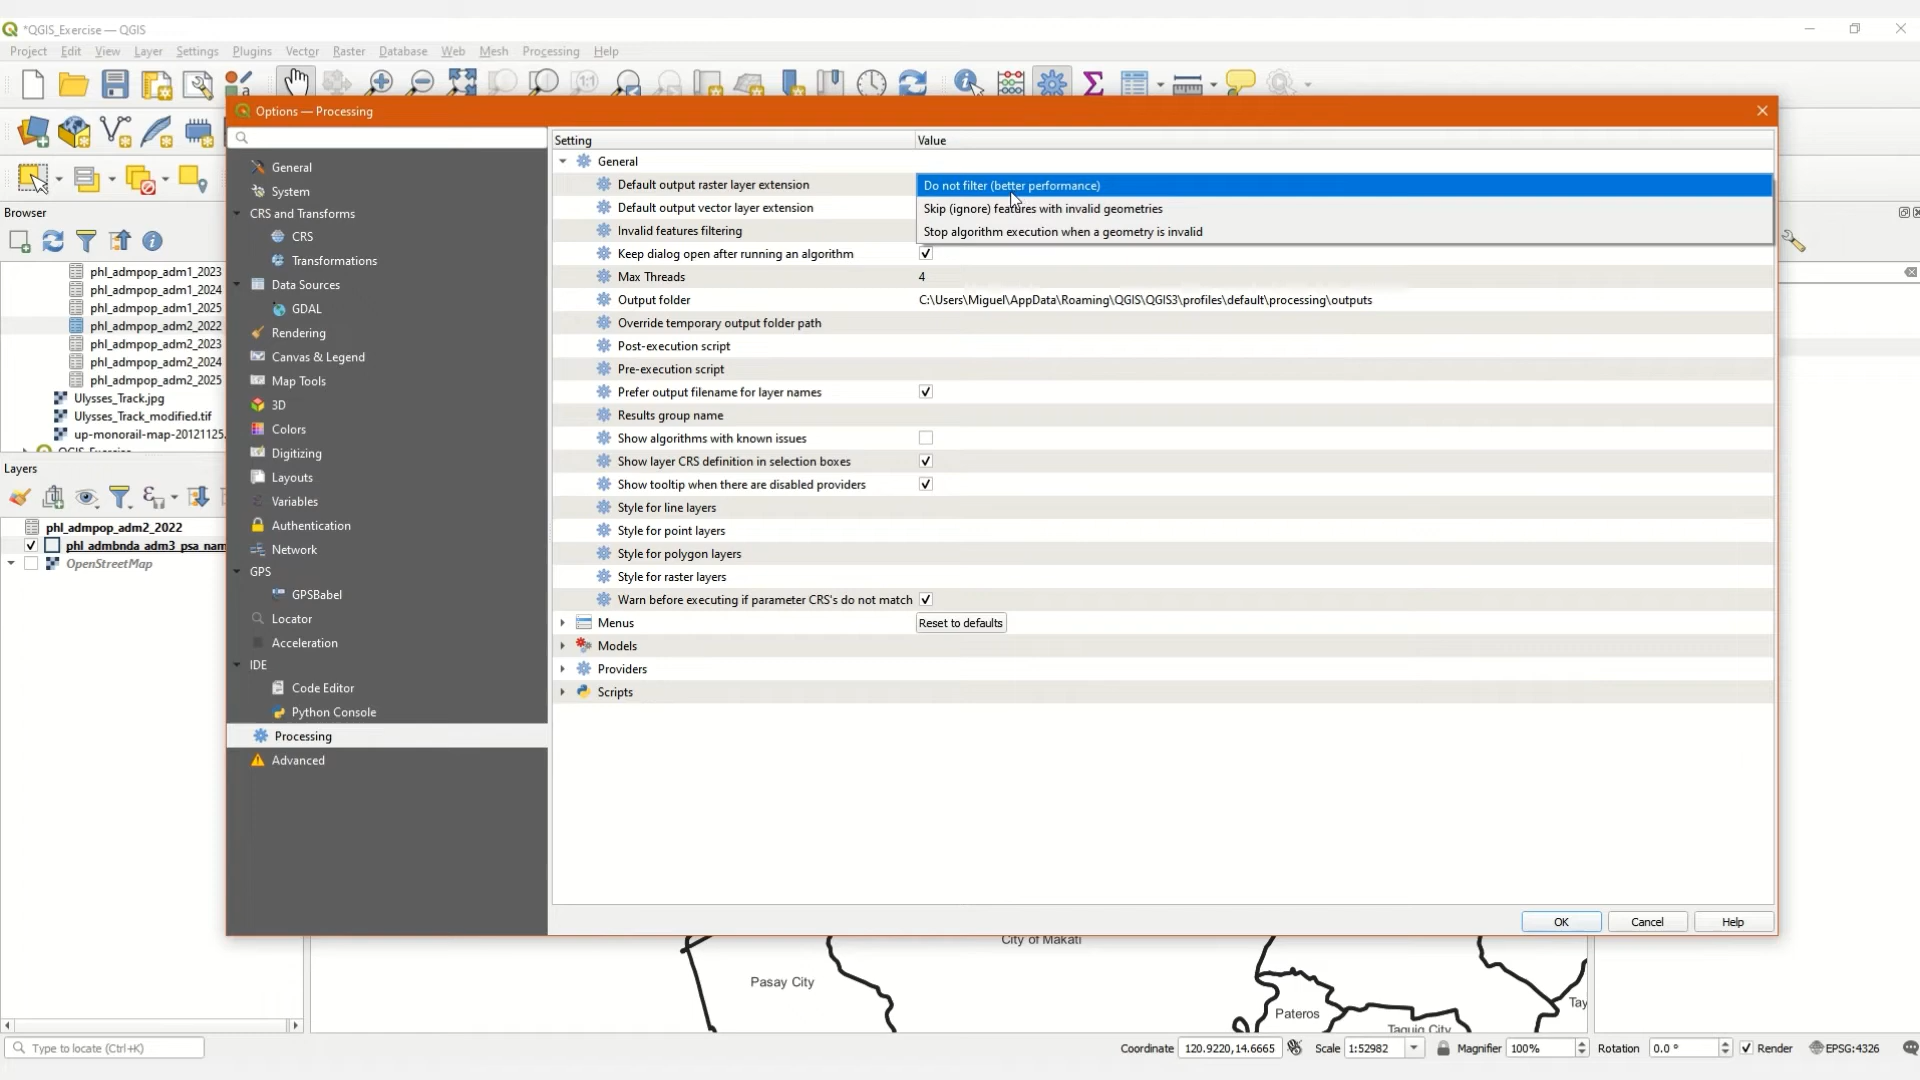 *QGIS_Exercise — QGIS
Project Edit View Layer Settings Plugins Vector Raster Database Web Mesh Processing Help
Options — Processing
General
System
CRS and Transforms
CRS
Transformations
Data Sources
GDAL
Rendering
Canvas & Legend
Map Tools
3D
Colors
Digitizing
Layouts
Variables
Authentication
Network
GPS
GPSBabel
Locator
Acceleration
IDE
Code Editor
Python Console
Processing
Advanced
Setting Value
General
Default output raster layer extension
Default output vector layer extension
Invalid features filtering
Do not filter (better performance)
Skip (ignore) features with invalid geometries
Stop algorithm execution when a geometry is invalid
Keep dialog open after running an algorithm
Max Threads 4
Output folder C:\Users\Miguel\AppData\Roaming\QGIS\QGIS3\profiles\default\processing\outputs
Override temporary output folder path
Post-execution script
Pre-execution script
Prefer output filename for layer names
Results group name
Show algorithms with known issues
Show layer CRS definition in selection boxes
Show tooltip when there are disabled providers
Style for line layers
Style for point layers
Style for polygon layers
Style for raster layers
Warn before executing if parameter CRS's do not match
Menus Reset to defaults
Models
Providers
Scripts
OK Cancel Help
Browser
phl_admpop_adm1_2023
phl_admpop_adm1_2024
phl_admpop_adm1_2025
phl_admpop_adm2_2022
phl_admpop_adm2_2023
phl_admpop_adm2_2024
phl_admpop_adm2_2025
Ulysses_Track.jpg
Ulysses_Track_modified.tif
up-monorail-map-20121125.
Layers
phl_admpop_adm2_2022
phl_admbnda_adm3_psa_nam
OpenStreetMap
City of Makati
Pasay City
Pateros
Taguig City
Tay
Type to locate (Ctrl+K) Coordinate 120.9220,14.6665 Scale 1:52982 Magnifier 100% Rotation 0.0 ° Render EPSG:4326